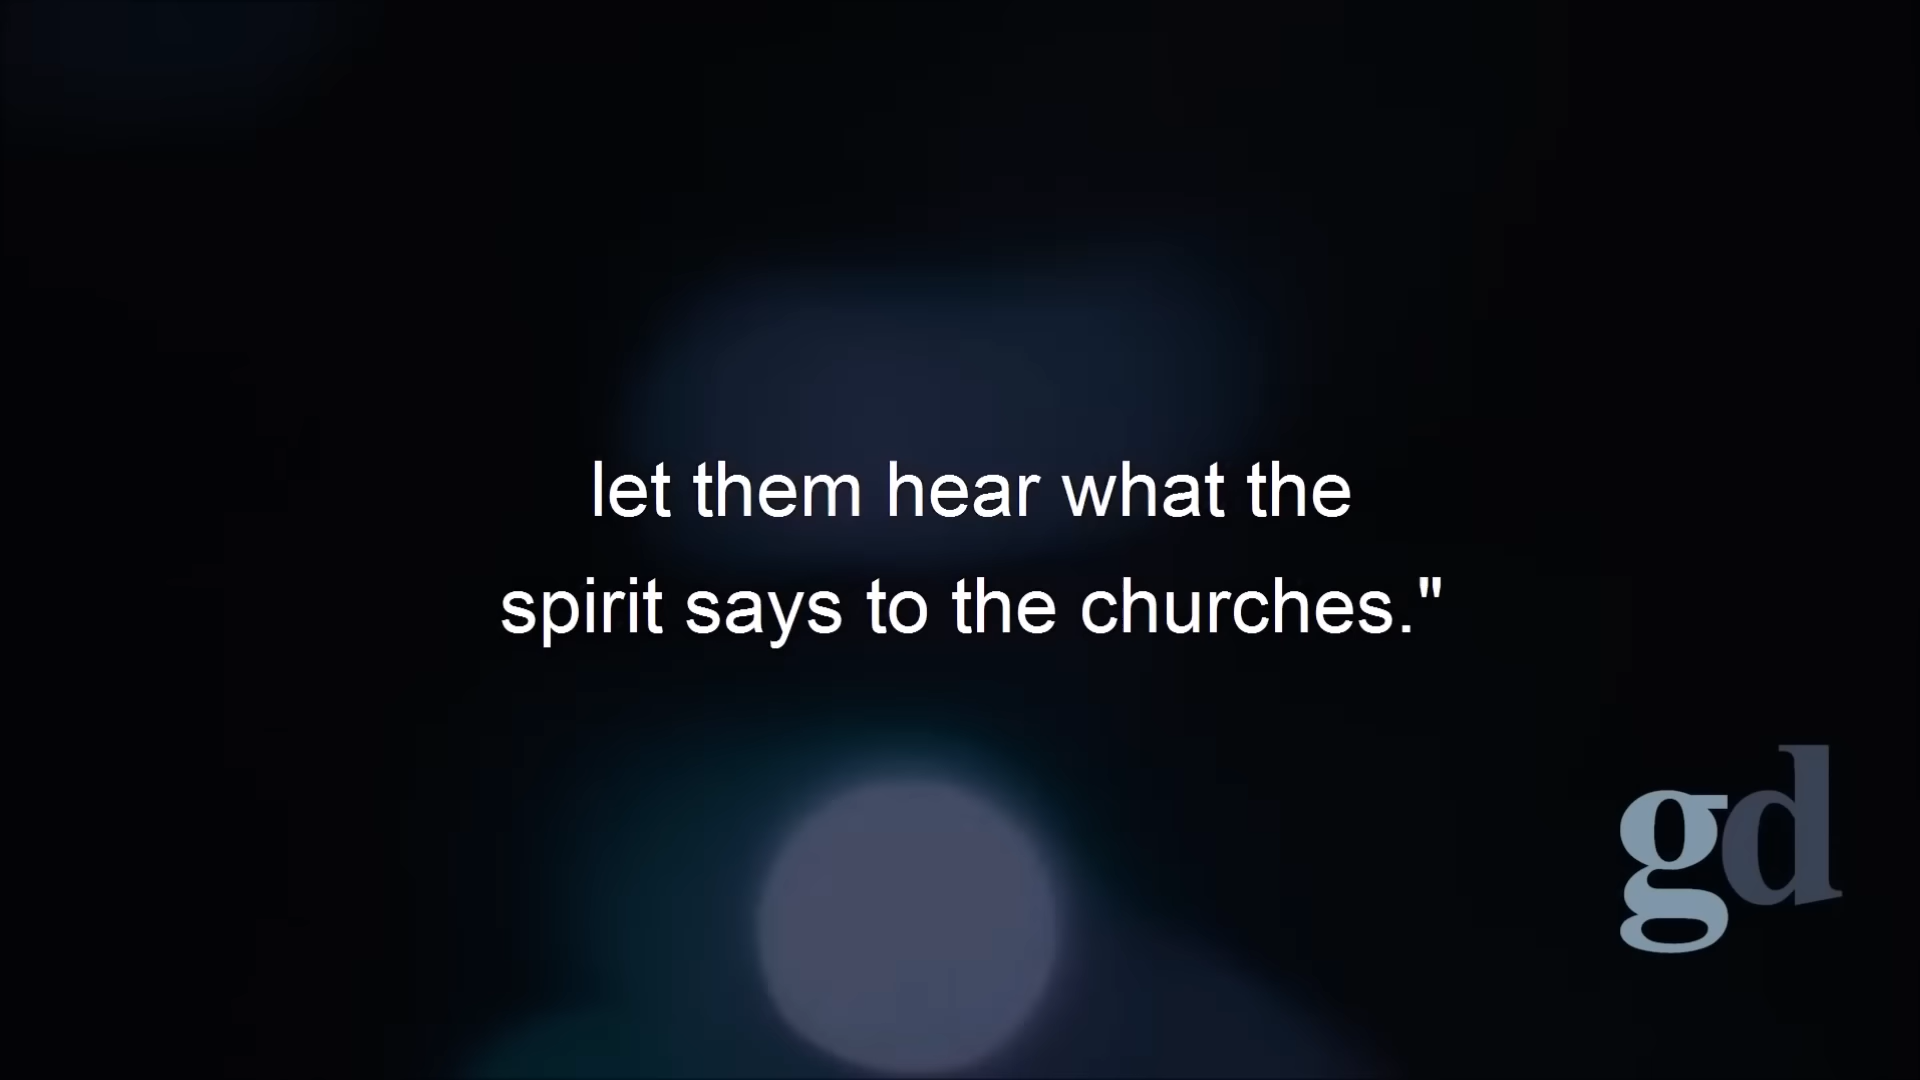 let them hear what the
spirit says to the churches."
gd